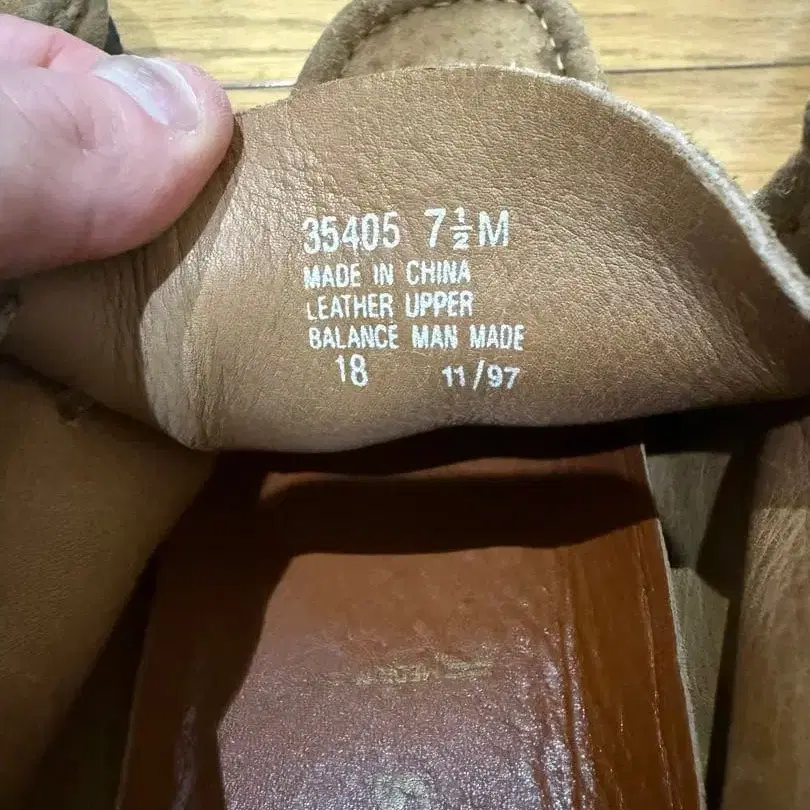 35405 7½M
MADE IN CHINA
LEATHER UPPER
BALANCE MAN MADE
18 11/97